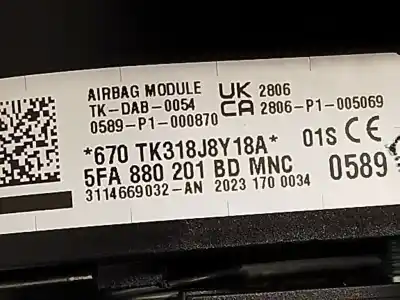 AIRBAG MODULE
TK-DAB-0054
0589-P1-000870
UK CA 2806
2806-P1-005069
*670 TK318J8Y18A*
01S CE
5FA 880 201 BD MNC
0589
3114669032-AN 2023 170 0034